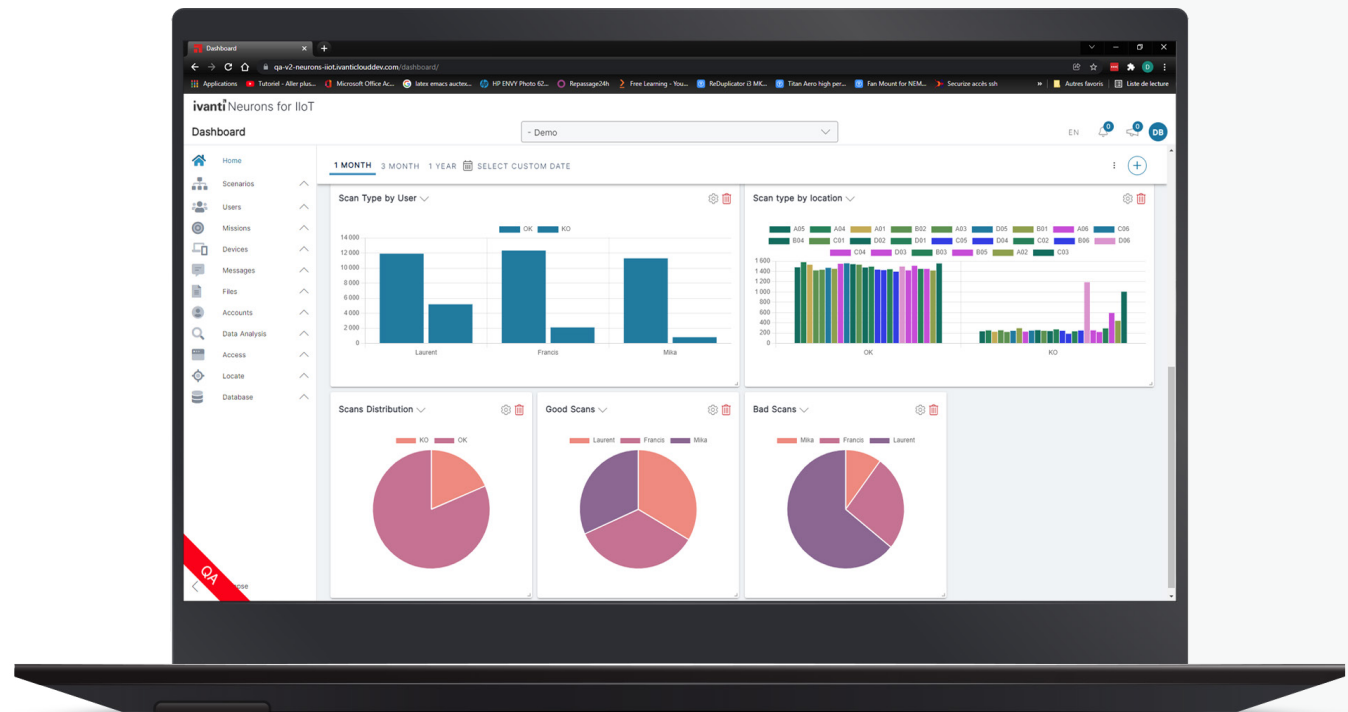 Dashboard
qa-v2-neurons-iiot.ivanticlouddev.com/dashboard/
Applications Tutoriel - Aller plus... Microsoft Office Ac... latex emacs auctex... HP ENVY Photo 62... Repassage24h Free Learning - You... ReDuplicator i3 MK... Titan Aero high per... Fan Mount for NEM... Securize accès ssh » Autres favoris Liste de lecture
ivanti Neurons for IIoT
Dashboard
- Demo
EN 0 0 DB
Home
Scenarios
Users
Missions
Devices
Messages
Files
Accounts
Data Analysis
Access
Locate
Database
QA
1 MONTH 3 MONTH 1 YEAR SELECT CUSTOM DATE
Scan Type by User
OK KO
14 000
12 000
10 000
8 000
6 000
4 000
2 000
0
Laurent Francis Mika
Scan type by location
A05 A04 A01 B02 A03 D05 B01 A06 C06
B04 C01 D02 D01 C05 D04 C02 B06 D06
C04 D03 B03 B05 A02 C03
1 600
1 400
1 200
1 000
800
600
400
200
0
OK KO
Scans Distribution
KO OK
Good Scans
Laurent Francis Mika
Bad Scans
Mika Francis Laurent